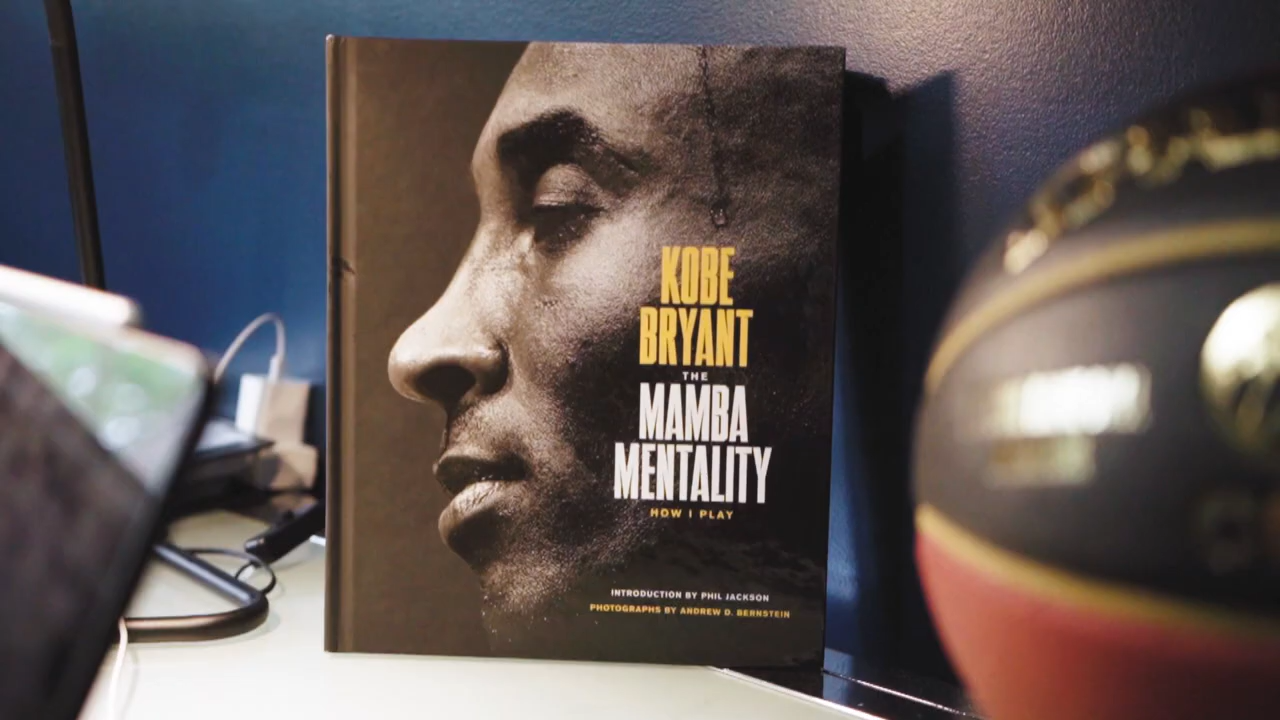 KOBE
BRYANT
THE
MAMBA
MENTALITY
HOW I PLAY
INTRODUCTION BY PHIL JACKSON
PHOTOGRAPHS BY ANDREW D. BERNSTEIN